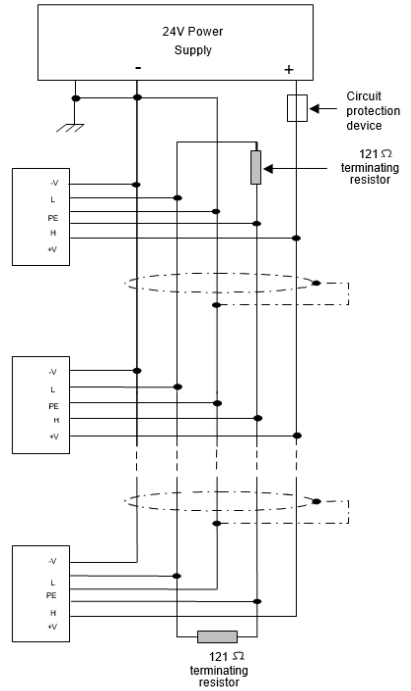 24V Power
Supply
-
+
Circuit
protection
device
121 Ω
terminating
resistor
-V
L
PE
H
+V
-V
L
PE
H
+V
-V
L
PE
H
+V
121 Ω
terminating
resistor